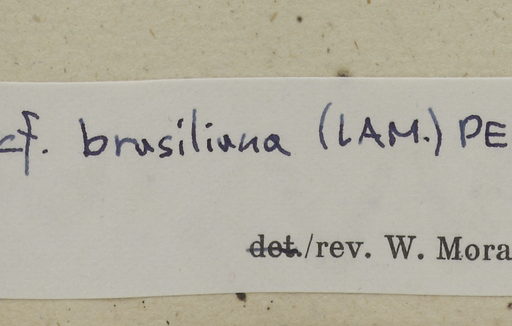 cf. brasiliana (LAM.) PE
det./rev. W. Mora